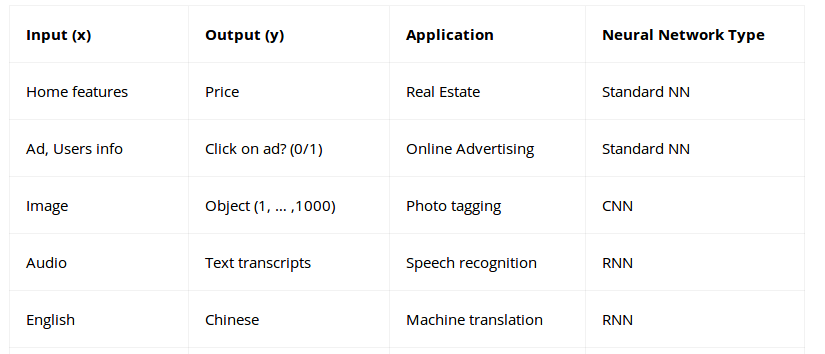 Input (x) Output (y) Application Neural Network Type
Home features Price Real Estate Standard NN
Ad, Users info Click on ad? (0/1) Online Advertising Standard NN
Image Object (1, ... ,1000) Photo tagging CNN
Audio Text transcripts Speech recognition RNN
English Chinese Machine translation RNN